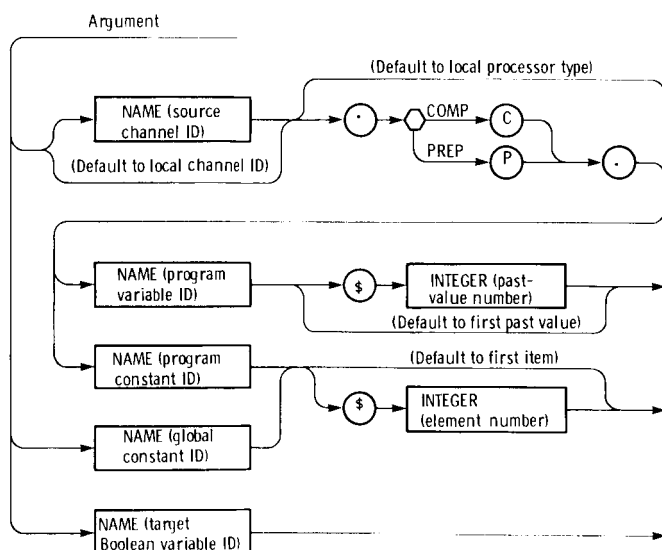 Argument
(Default to local processor type)
NAME (source
channel ID)
.
COMP
C
PREP
P
.
(Default to local channel ID)
NAME (program
variable ID)
$
INTEGER (past-
value number)
(Default to first past value)
NAME (program
constant ID)
(Default to first item)
$
INTEGER
(element number)
NAME (global
constant ID)
NAME (target
Boolean variable ID)